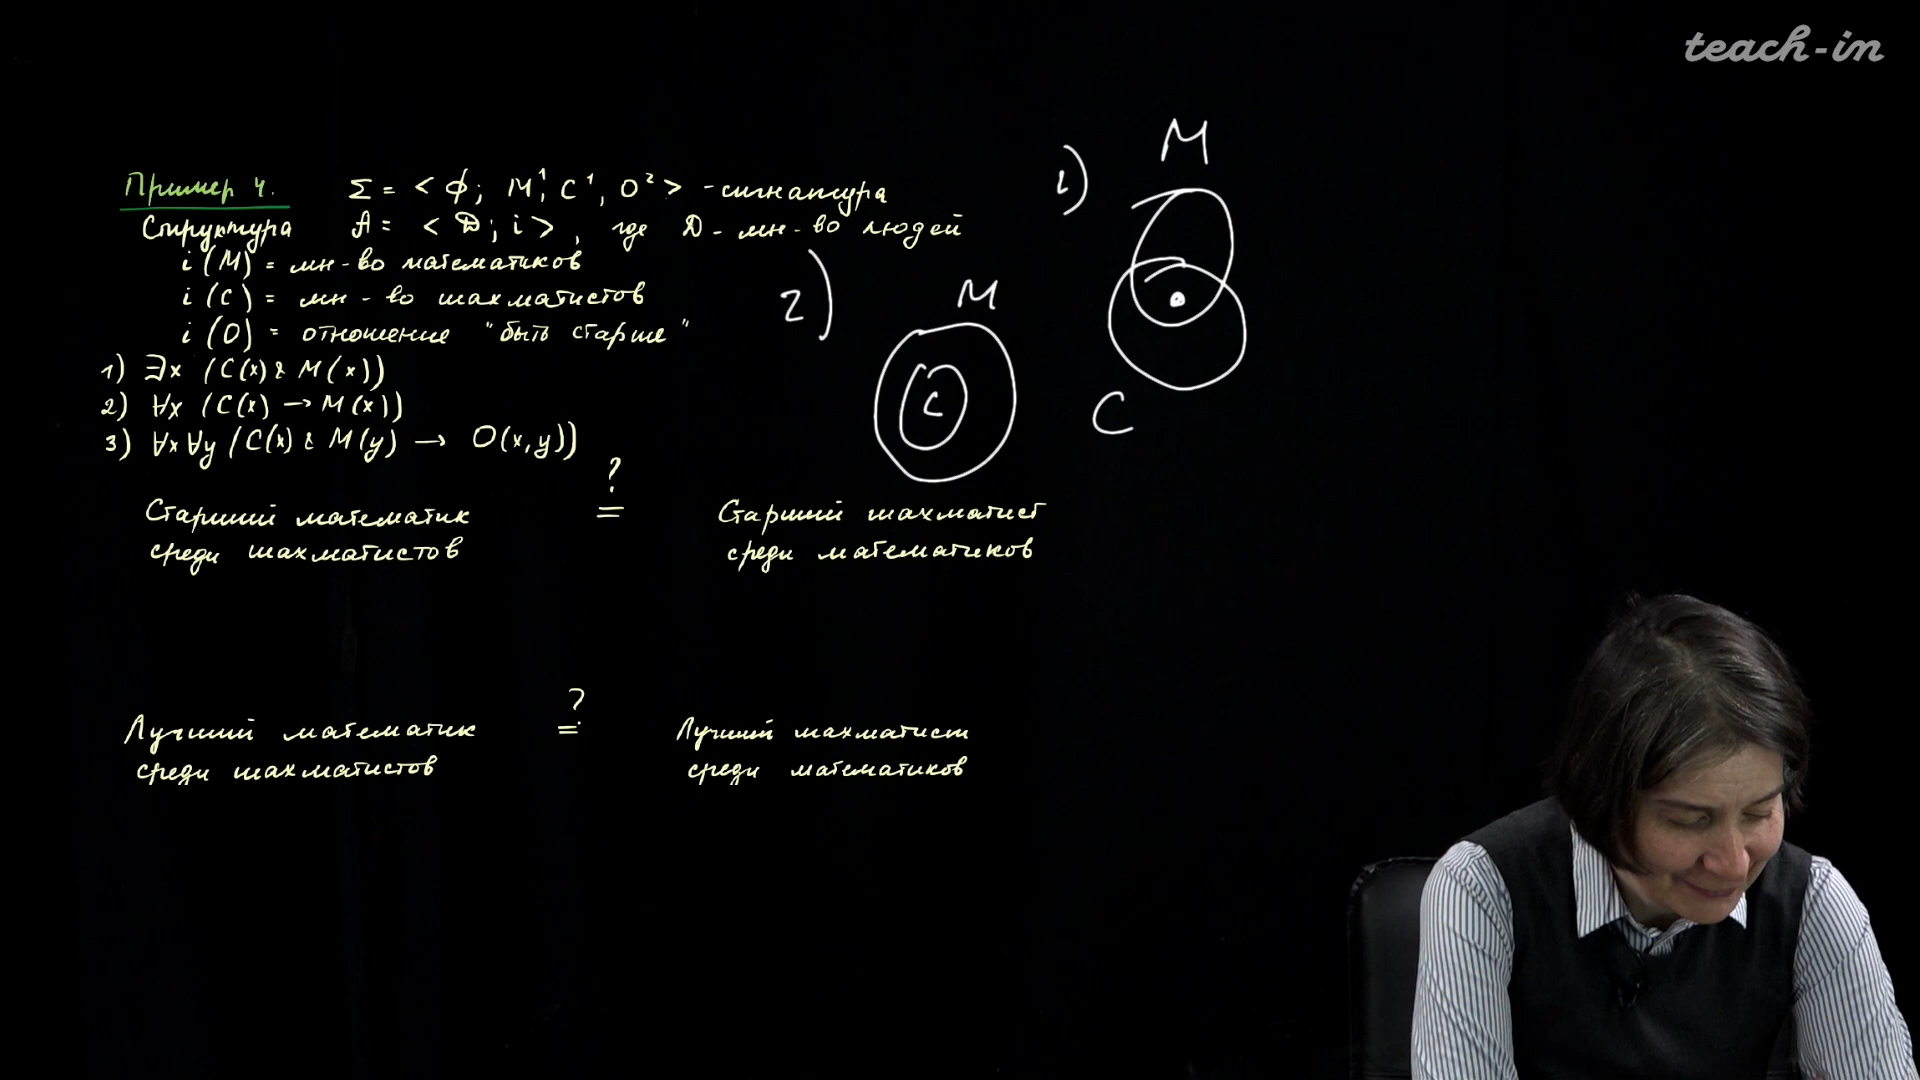 teach-in
Пример 4. Σ = < ϕ; M¹, C¹, O² > - сигнатура
Структура A = < D; i >, где D - мн-во людей
i (M) = мн-во математиков
i (C) = мн-во шахматистов
i (O) = отношение "быть старше"
1) ∃x (C(x) & M(x))
2) ∀x (C(x) → M(x))
3) ∀x ∀y (C(x) & M(y) → O(x,y))
1)
M
C
2)
M
C
Старший математик ?= Старший шахматист
среди шахматистов среди математиков
Лучший математик ?= Лучший шахматист
среди шахматистов среди математиков